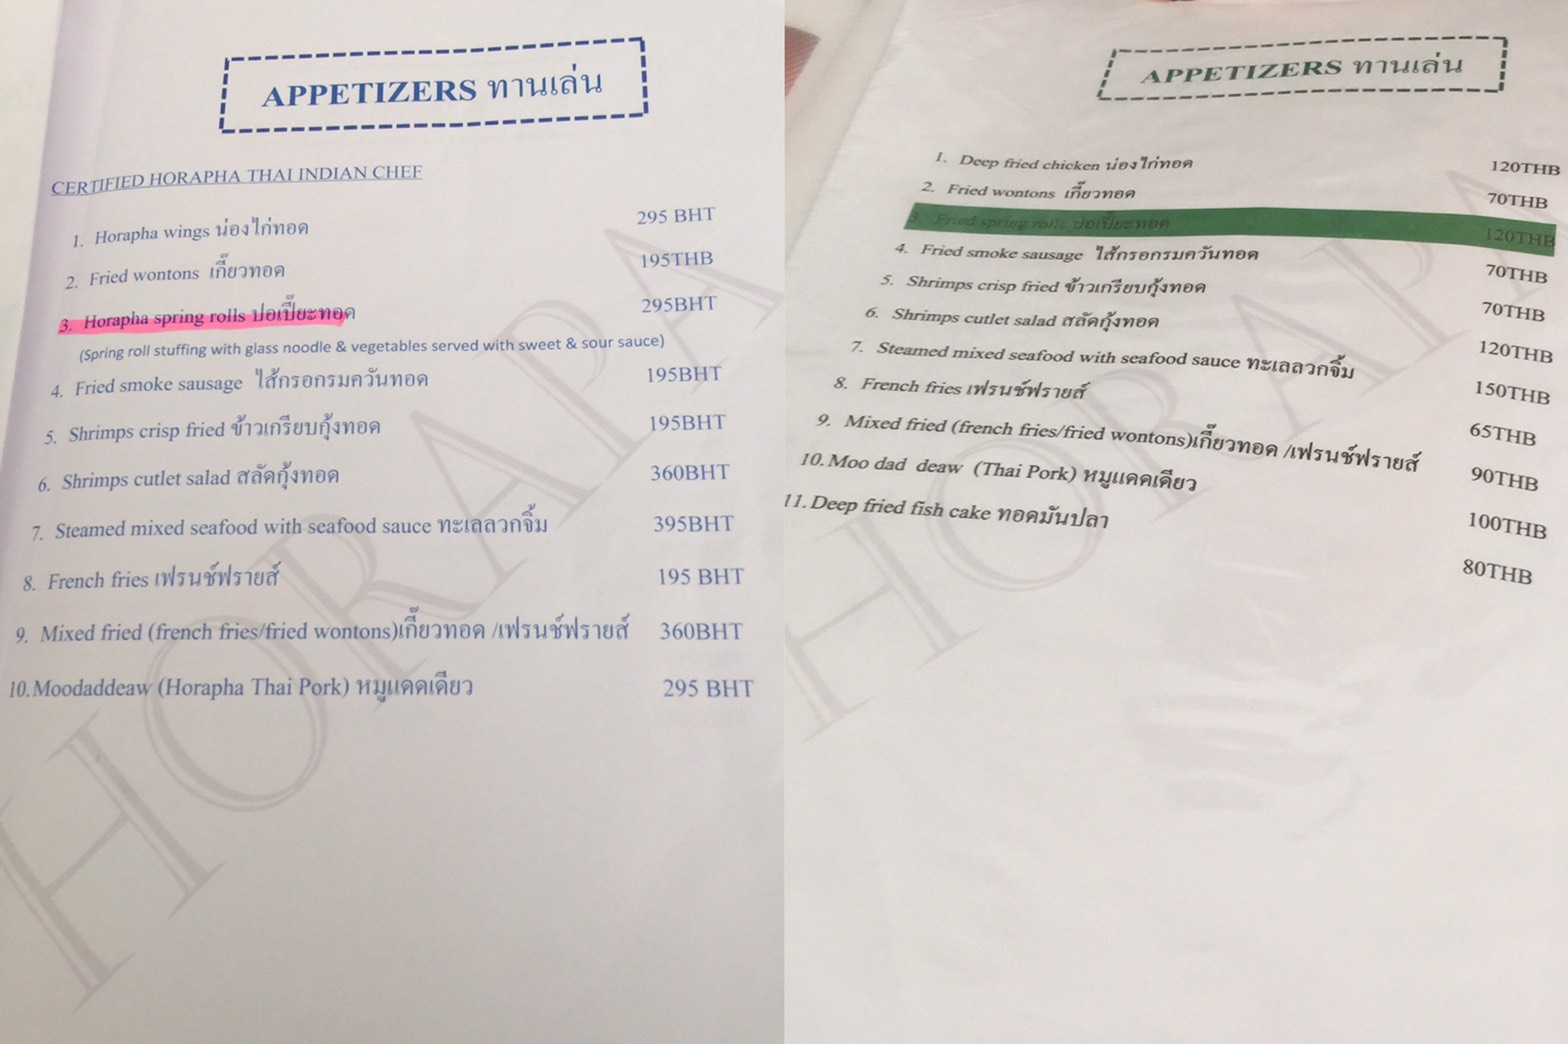 APPETIZERS ทานเล่น
CERTIFIED HORAPHA THAI INDIAN CHEF
1. Horapha wings น่องไก่ทอด 295 BHT
2. Fried wontons เกี๊ยวทอด 195THB
3. Horapha spring rolls ปอเปี๊ยะทอด 295BHT
(Spring roll stuffing with glass noodle & vegetables served with sweet & sour sauce)
4. Fried smoke sausage ไส้กรอกรมควันทอด 195BHT
5. Shrimps crisp fried ข้าวเกรียบกุ้งทอด 195BHT
6. Shrimps cutlet salad สลัดกุ้งทอด 360BHT
7. Steamed mixed seafood with seafood sauce ทะเลลวกจิ้ม 395BHT
8. French fries เฟรนช์ฟรายส์ 195 BHT
9. Mixed fried (french fries/fried wontons)เกี๊ยวทอด /เฟรนช์ฟรายส์ 360BHT
10.Moodaddeaw (Horapha Thai Pork) หมูแดดเดียว 295 BHT
HORAPA
APPETIZERS ทานเล่น
1. Deep fried chicken น่องไก่ทอด 120THB
2. Fried wontons เกี๊ยวทอด 70THB
3. Fried spring rolls ปอเปี๊ยะทอด 120THB
4. Fried smoke sausage ไส้กรอกรมควันทอด 70THB
5. Shrimps crisp fried ข้าวเกรียบกุ้งทอด 70THB
6. Shrimps cutlet salad สลัดกุ้งทอด 120THB
7. Steamed mixed seafood with seafood sauce ทะเลลวกจิ้ม 150THB
8. French fries เฟรนช์ฟรายส์ 65THB
9. Mixed fried (french fries/fried wontons)เกี๊ยวทอด /เฟรนช์ฟรายส์ 90THB
10.Moo dad deaw (Thai Pork) หมูแดดเดียว 100THB
11.Deep fried fish cake ทอดมันปลา 80THB
HORAPA